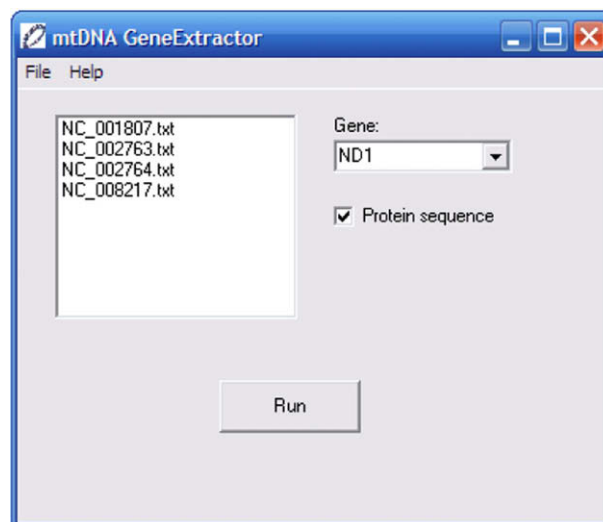 mtDNA GeneExtractor
File Help
NC_001807.txt
NC_002763.txt
NC_002764.txt
NC_008217.txt
Gene:
ND1
Protein sequence
Run